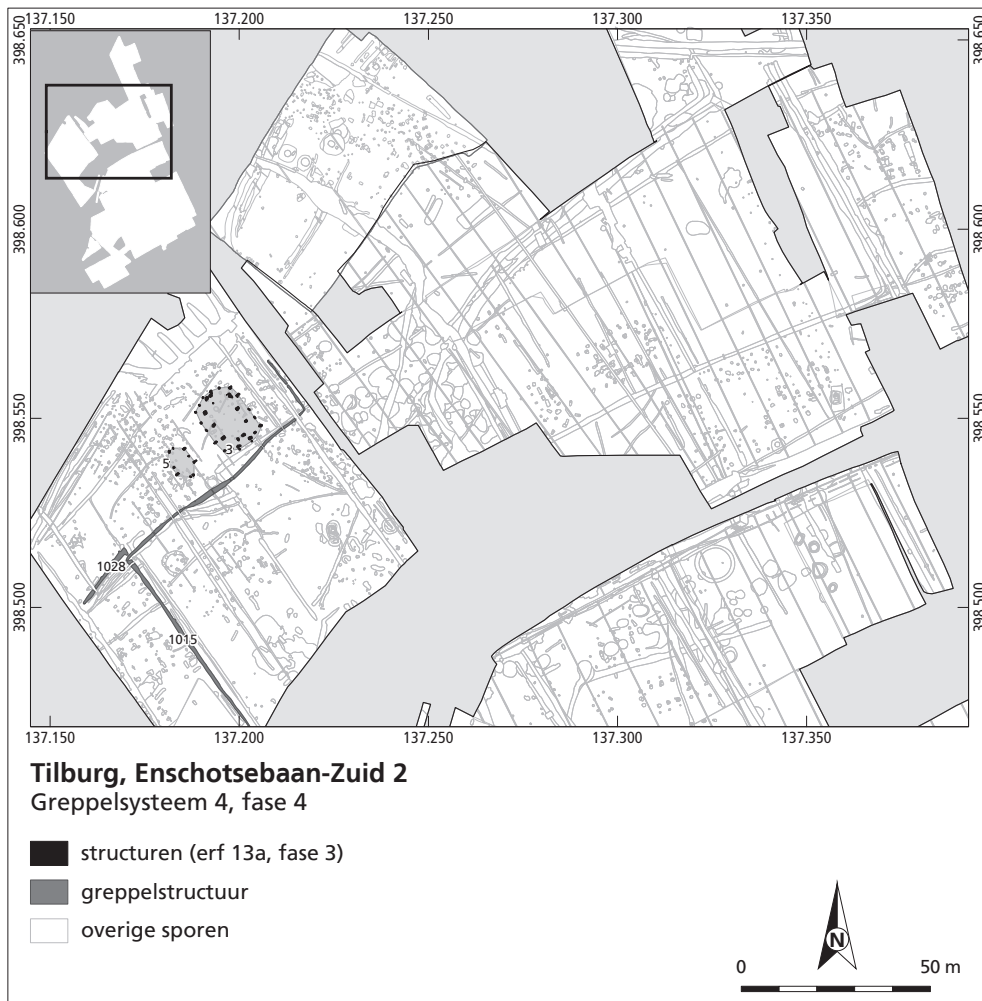 137.150 137.200 137.250 137.300 137.350
398.650 398.650
398.600 398.600
398.550 398.550
3
5
1028
398.500 398.500
1015
137.150 137.200 137.250 137.300 137.350
Tilburg, Enschotsebaan-Zuid 2
Greppelsysteem 4, fase 4
structuren (erf 13a, fase 3)
greppelstructuur
overige sporen
N
0 50 m